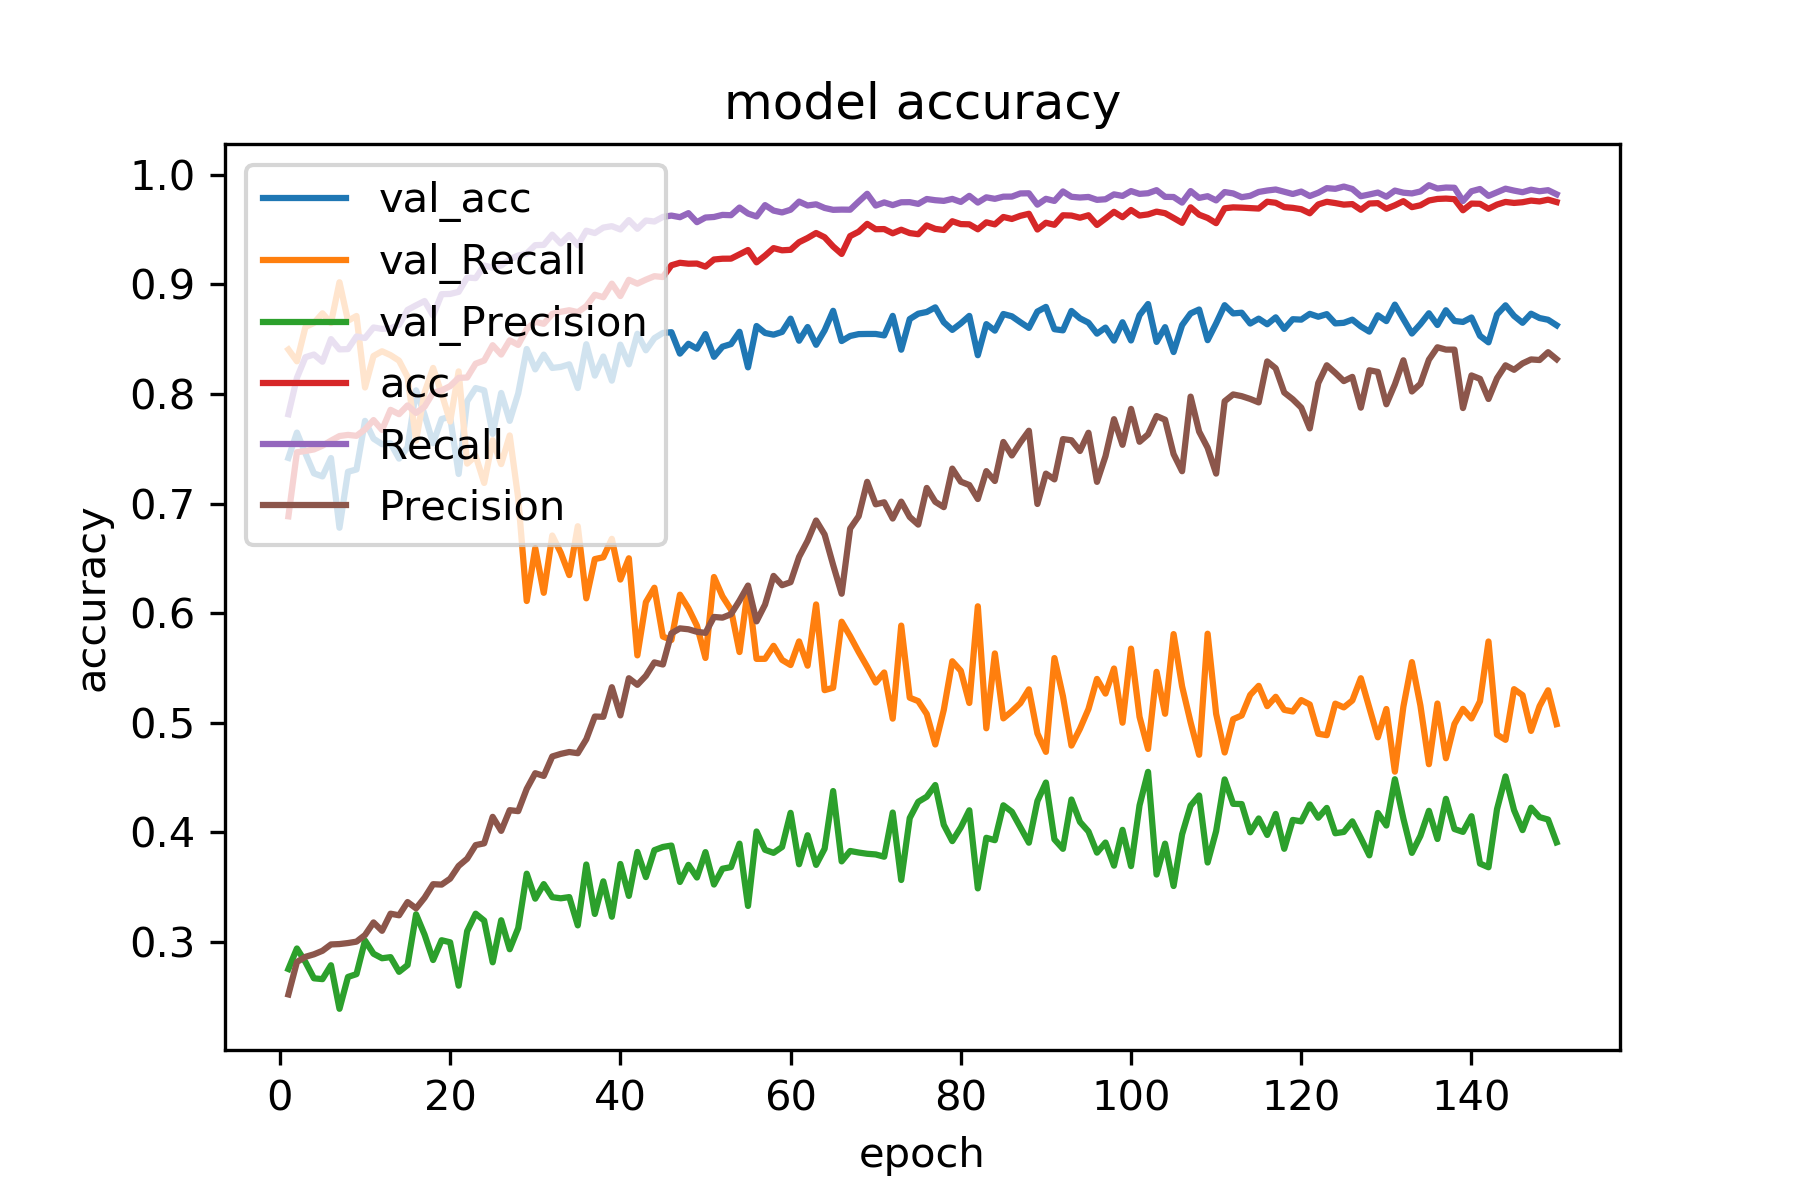 model accuracy
val_acc
val_Recall
val_Precision
acc
Recall
Precision
accuracy
1.0
0.9
0.8
0.7
0.6
0.5
0.4
0.3
0 20 40 60 80 100 120 140
epoch